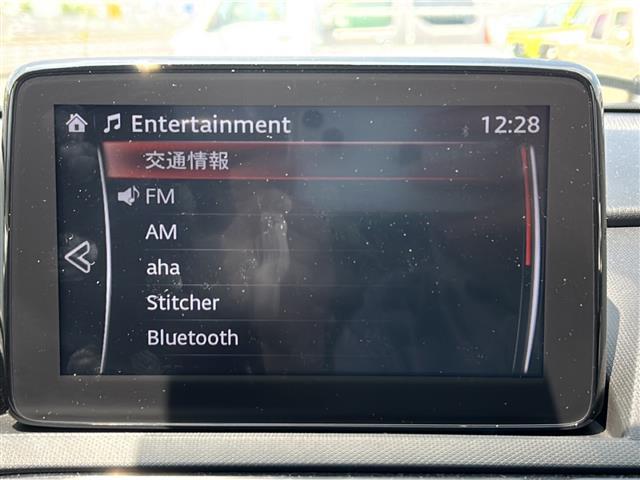 Entertainment 12:28
交通情報
FM
AM
aha
Stitcher
Bluetooth